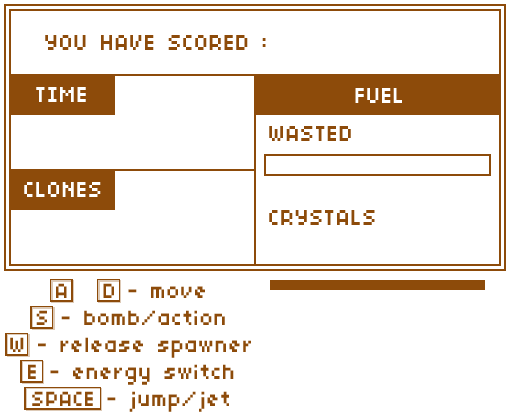 YOU HAVE SCORED :
TIME
FUEL
WASTED
CLONES
CRYSTALS
A D - move
S - bomb/action
W - release spawner
E - energy switch
SPACE - jump/jet